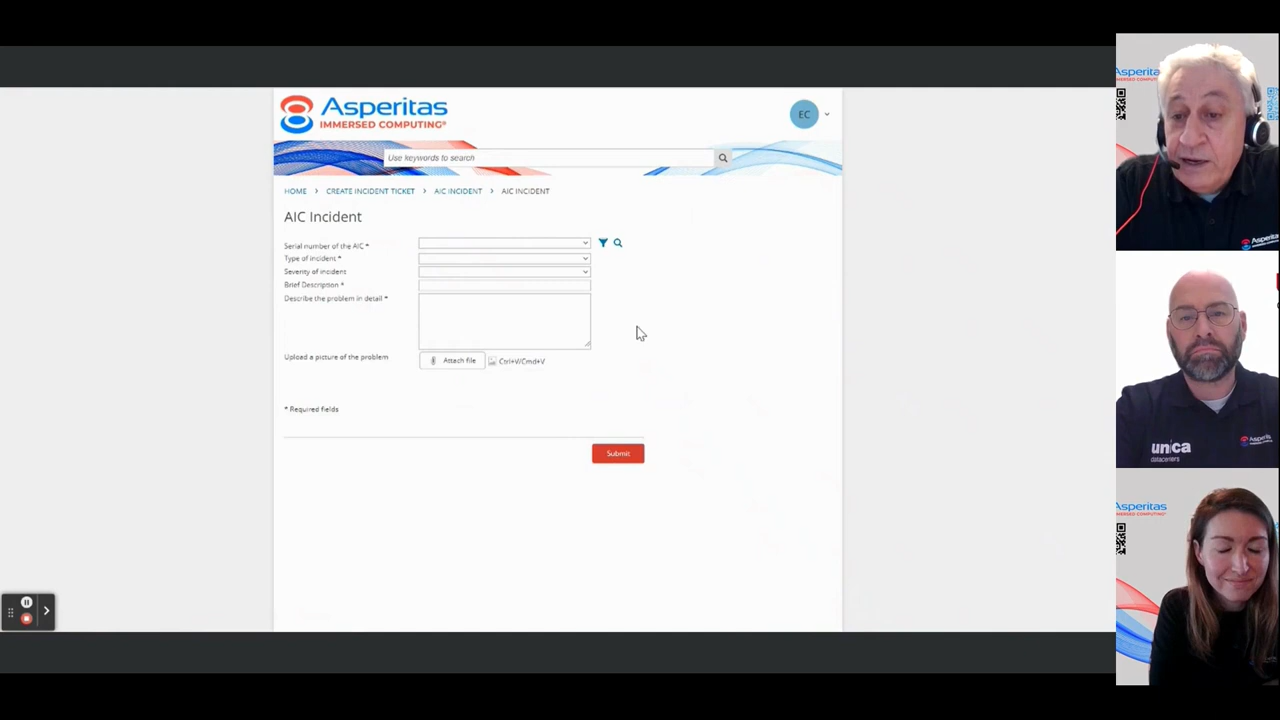 Asperitas
IMMERSED COMPUTING®
EC
Use keywords to search
HOME > CREATE INCIDENT TICKET > AIC INCIDENT > AIC INCIDENT
AIC Incident
Serial number of the AIC *
Type of incident *
Severity of incident
Brief Description *
Describe the problem in detail *
Upload a picture of the problem
Attach file
Ctrl+V/Cmd+V
* Required fields
Submit
Asperitas
Asperitas
unica
datacenters
Asperitas
Asperitas
IMMERSED COMPUTING®